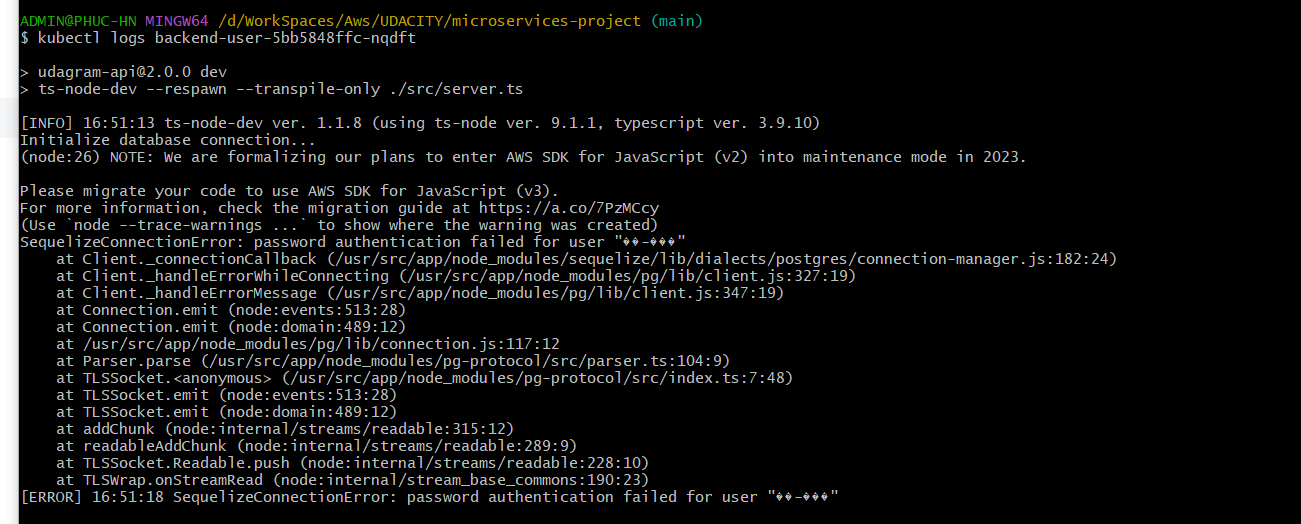 ADMIN@PHUC-HN MINGW64 /d/WorkSpaces/Aws/UDACITY/microservices-project (main)
$ kubectl logs backend-user-5bb5848ffc-nqdft
> udagram-api@2.0.0 dev
> ts-node-dev --respawn --transpile-only ./src/server.ts
[INFO] 16:51:13 ts-node-dev ver. 1.1.8 (using ts-node ver. 9.1.1, typescript ver. 3.9.10)
Initialize database connection...
(node:26) NOTE: We are formalizing our plans to enter AWS SDK for JavaScript (v2) into maintenance mode in 2023.
Please migrate your code to use AWS SDK for JavaScript (v3).
For more information, check the migration guide at https://a.co/7PzMCcy
(Use `node --trace-warnings ...` to show where the warning was created)
SequelizeConnectionError: password authentication failed for user "��-���"
at Client._connectionCallback (/usr/src/app/node_modules/sequelize/lib/dialects/postgres/connection-manager.js:182:24)
at Client._handleErrorWhileConnecting (/usr/src/app/node_modules/pg/lib/client.js:327:19)
at Client._handleErrorMessage (/usr/src/app/node_modules/pg/lib/client.js:347:19)
at Connection.emit (node:events:513:28)
at Connection.emit (node:domain:489:12)
at /usr/src/app/node_modules/pg/lib/connection.js:117:12
at Parser.parse (/usr/src/app/node_modules/pg-protocol/src/parser.ts:104:9)
at TLSSocket.<anonymous> (/usr/src/app/node_modules/pg-protocol/src/index.ts:7:48)
at TLSSocket.emit (node:events:513:28)
at TLSSocket.emit (node:domain:489:12)
at addChunk (node:internal/streams/readable:315:12)
at readableAddChunk (node:internal/streams/readable:289:9)
at TLSSocket.Readable.push (node:internal/streams/readable:228:10)
at TLSWrap.onStreamRead (node:internal/stream_base_commons:190:23)
[ERROR] 16:51:18 SequelizeConnectionError: password authentication failed for user "��-���"